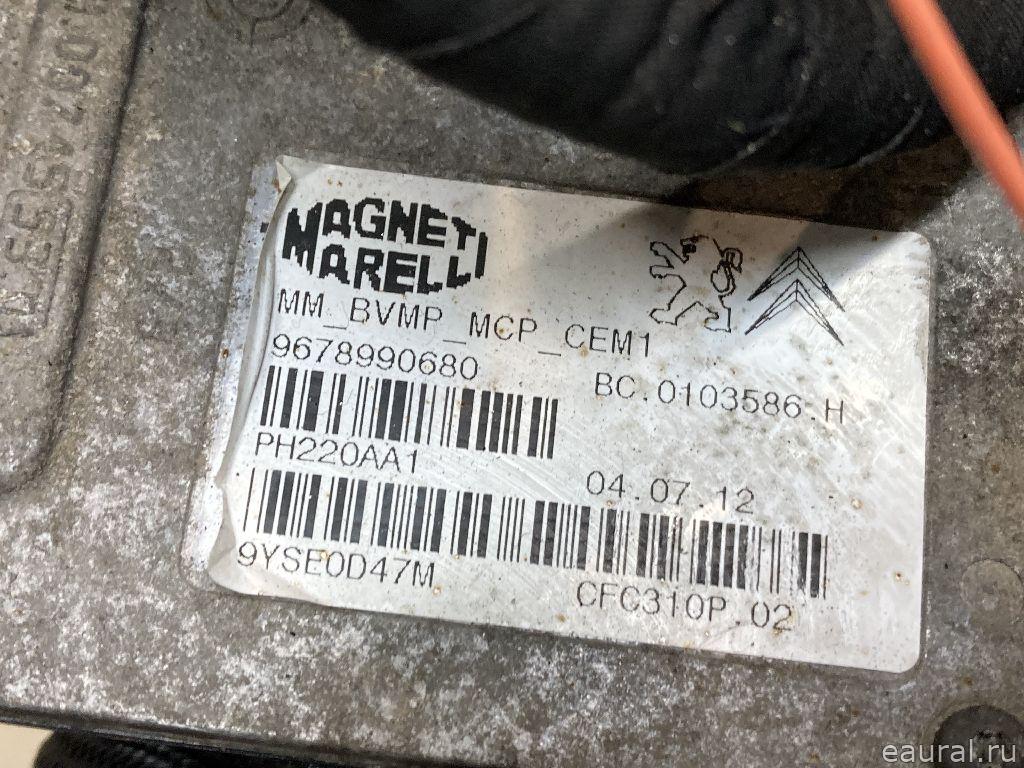 MAGNETI
MARELLI
MM_BVMP_MCP_CEM1
9678990680
BC.0103586.H
PH220AA1
04.07.12
9YSE0D47M
CFC310P.02
eaural.ru